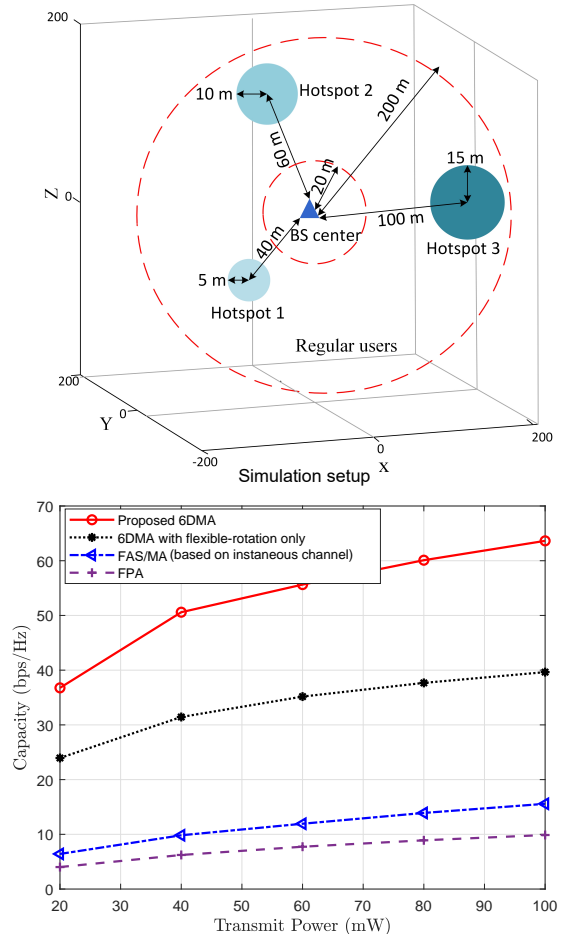 200
Z
0
200
Y
0
-200
0
X
200
10 m
Hotspot 2
60 m
20 m
200 m
15 m
100 m
BS center
Hotspot 3
40 m
5 m
Hotspot 1
Regular users
Simulation setup
Capacity (bps/Hz)
70
60
50
40
30
20
10
0
Proposed 6DMA
6DMA with flexible-rotation only
FAS/MA (based on instaneous channel)
FPA
20
30
40
50
60
70
80
90
100
Transmit Power (mW)